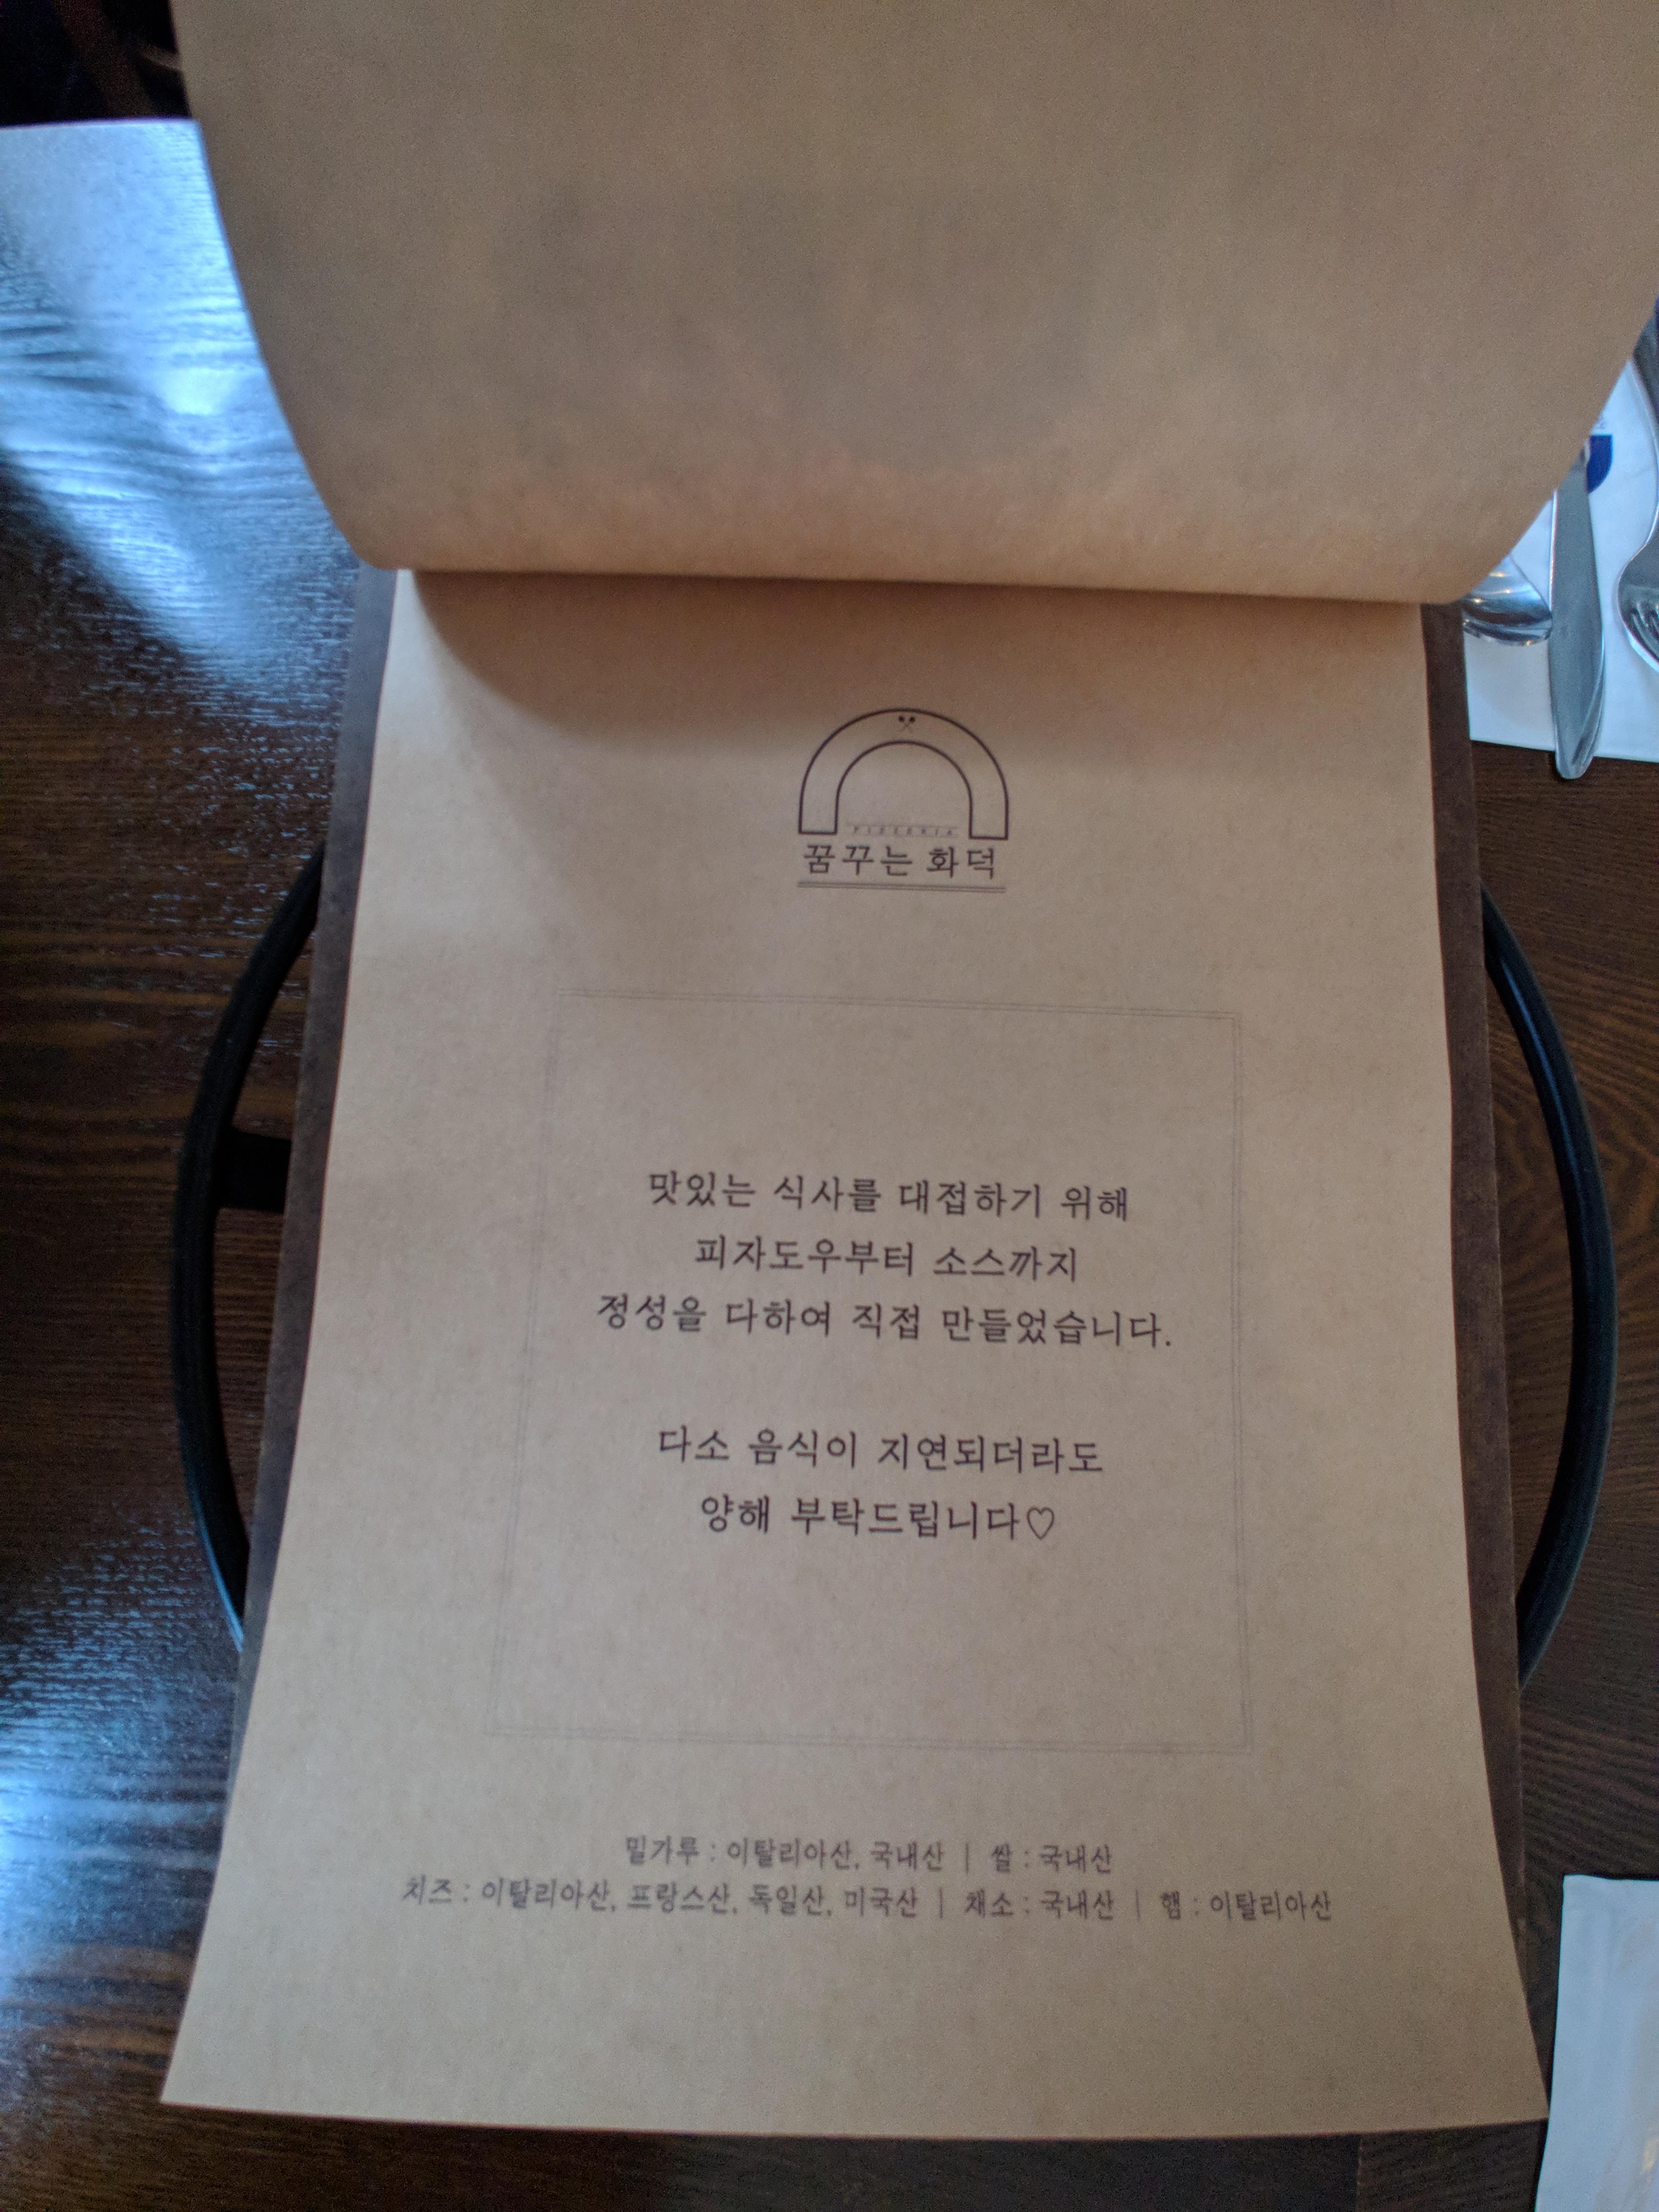 PIZZERIA
꿈꾸는 화덕
맛있는 식사를 대접하기 위해
피자도우부터 소스까지
정성을 다하여 직접 만들었습니다.
다소 음식이 지연되더라도
양해 부탁드립니다♡
밀가루 : 이탈리아산, 국내산 | 쌀 : 국내산
치즈 : 이탈리아산, 프랑스산, 독일산, 미국산 | 채소 : 국내산 | 햄 : 이탈리아산